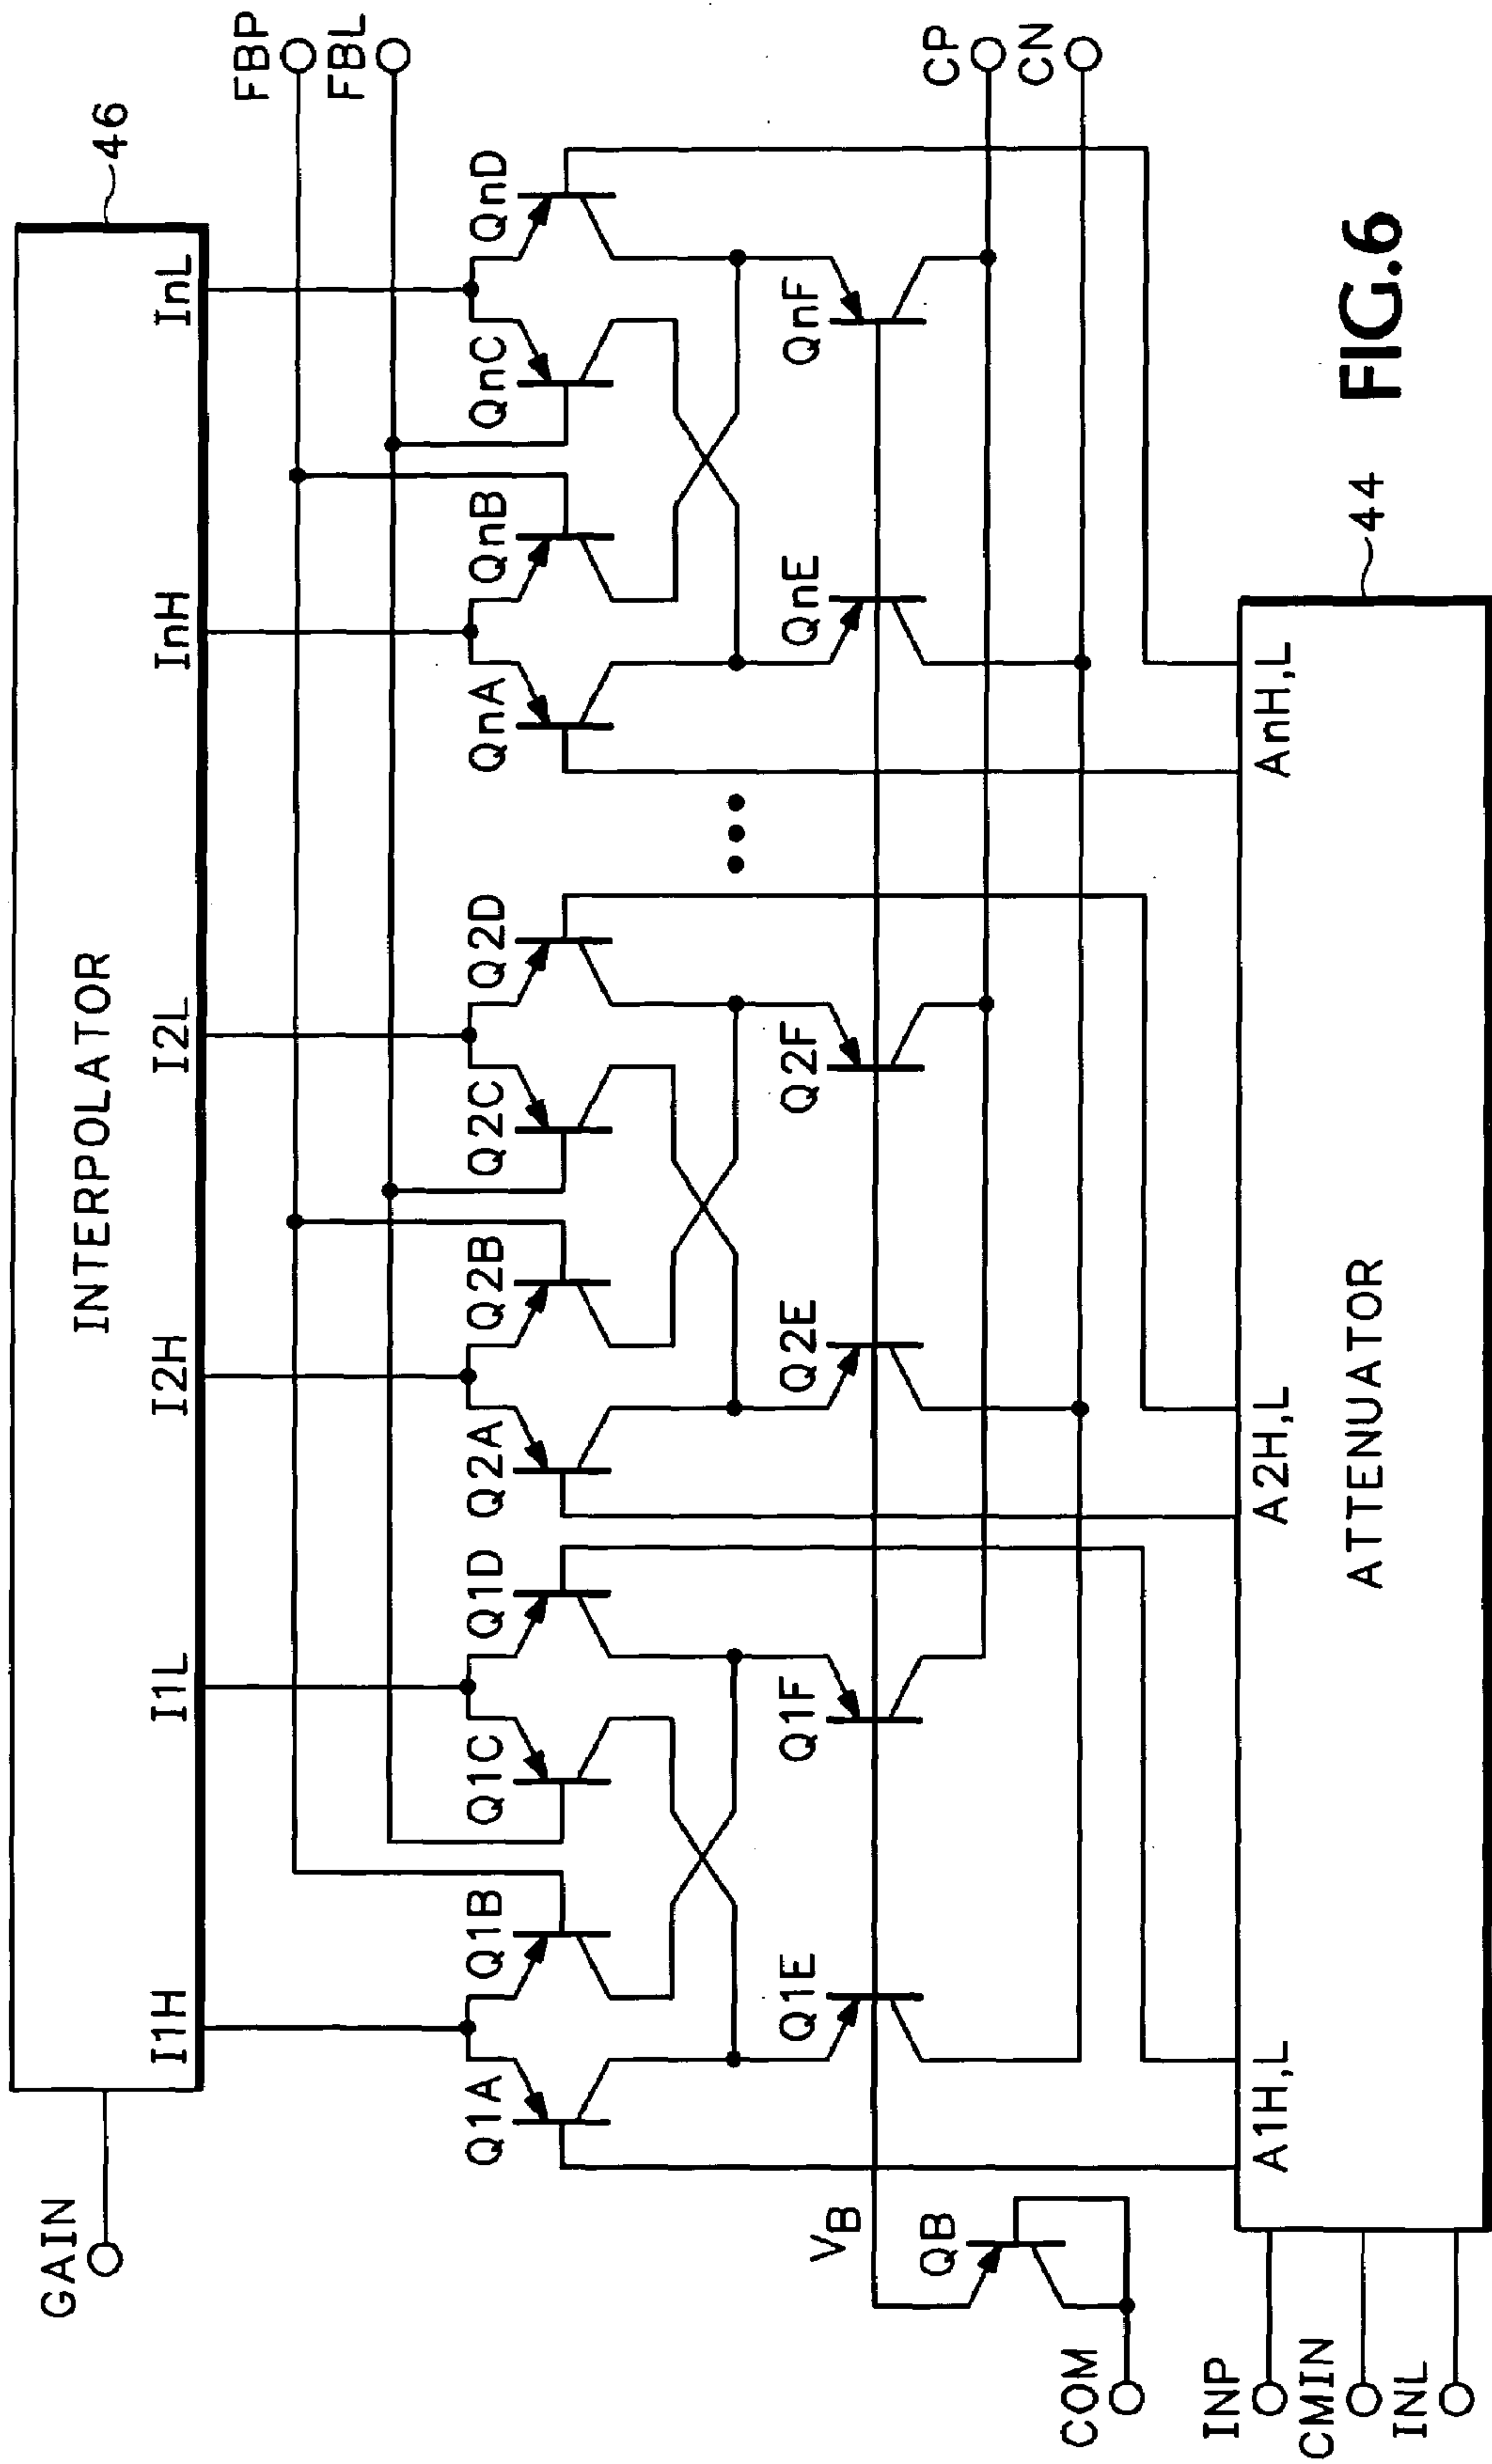 GAIN
INTERPOLATOR
46
I1H
I1L
I2H
I2L
InH
InL
FBP
FBL
Q1A
Q1B
Q1C
Q1D
Q2A
Q2B
Q2C
Q2D
QnA
QnB
QnC
QnD
Q1E
Q1F
Q2E
Q2F
QnE
QnF
VB
QB
COM
CP
CN
INP
CMIN
INL
A1H,L
A2H,L
AnH,L
ATTENUATOR
44
FIG.6